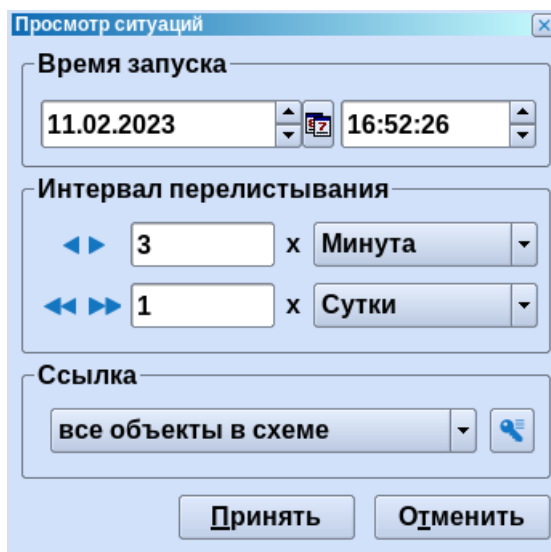 Просмотр ситуаций
Время запуска
11.02.2023 16:52:26
Интервал перелистывания
3 x Минута
1 x Сутки
Ссылка
все объекты в схеме
Принять Отменить